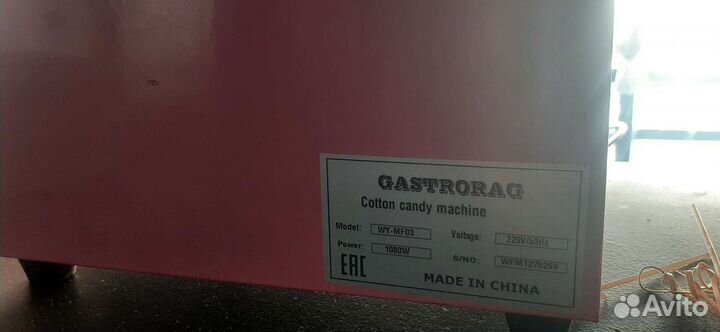 GASTRORAG
Cotton candy machine
Model: WY-MF03 Voltage: 220V/50Hz
Power: 1080W S/NO: WFM1270299
EAC MADE IN CHINA
Avito